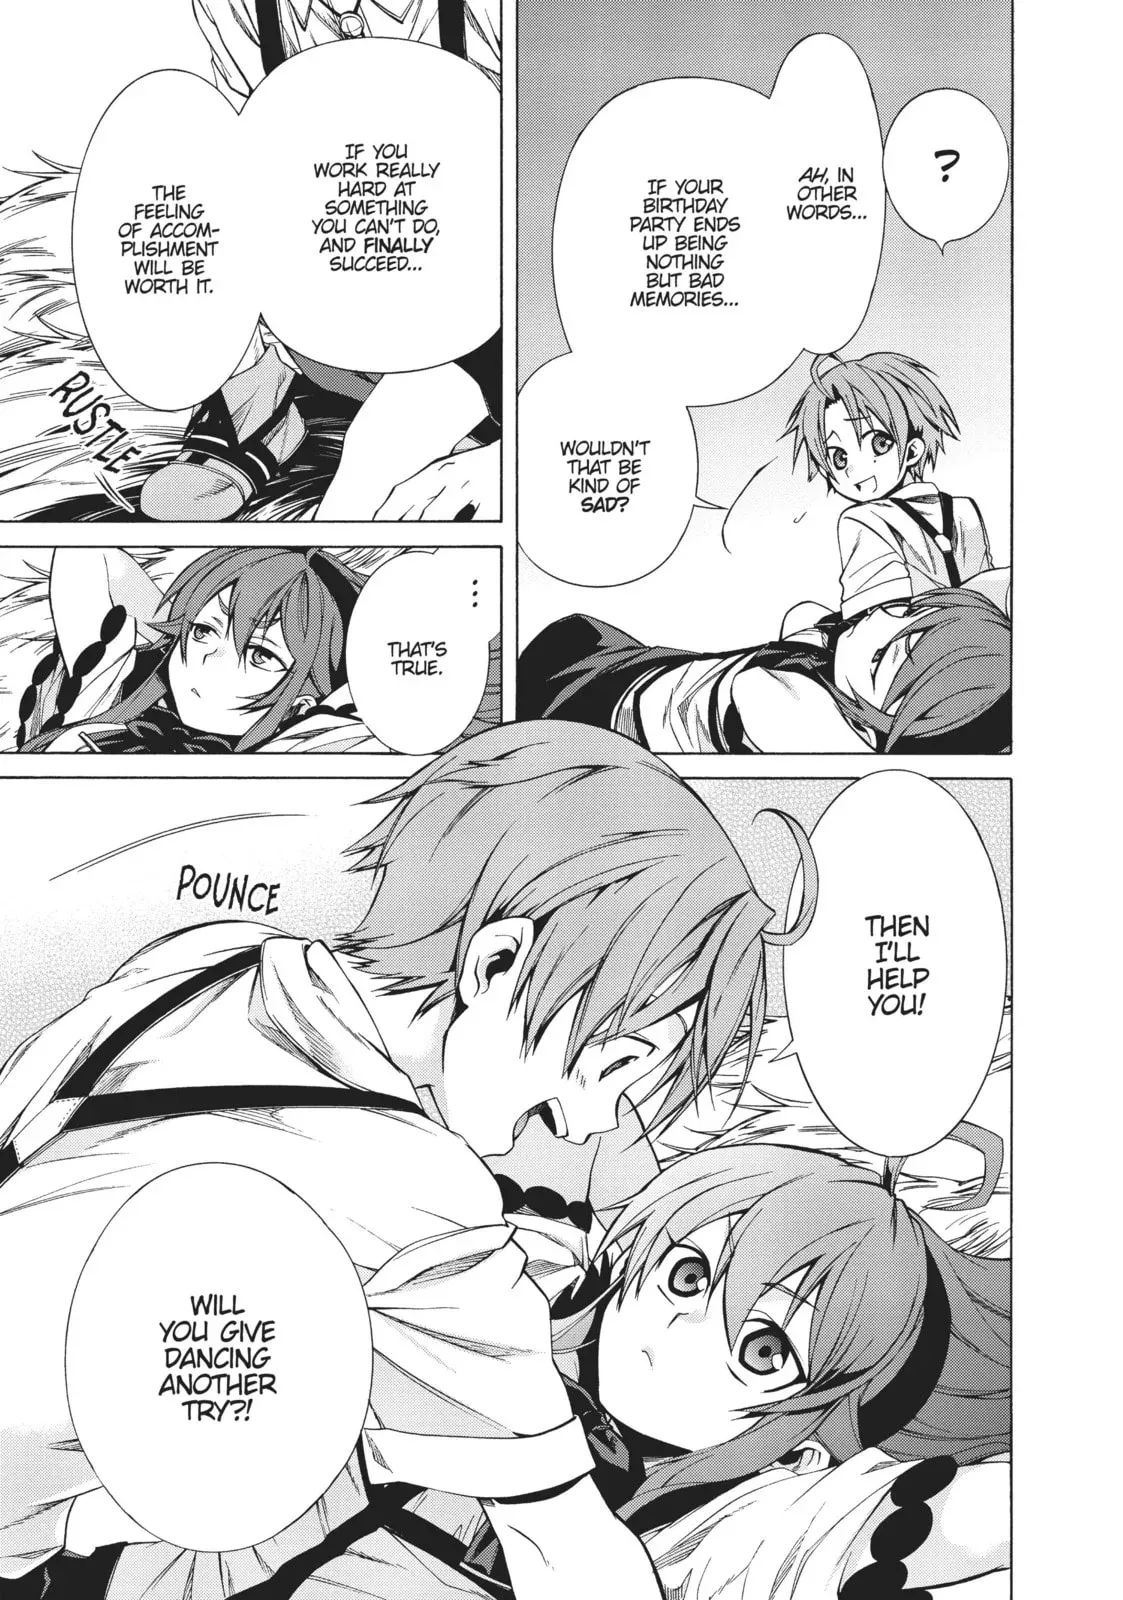 ?
AH, IN
OTHER
WORDS...
IF YOUR
BIRTHDAY
PARTY ENDS
UP BEING
NOTHING
BUT BAD
MEMORIES...
WOULDN'T
THAT BE
KIND OF
SAD?
IF YOU
WORK REALLY
HARD AT
SOMETHING
YOU CAN'T DO,
AND FINALLY
SUCCEED...
THE
FEELING
OF ACCOM-
PLISHMENT
WILL BE
WORTH IT.
RUSTLE
...
THAT'S
TRUE.
THEN
I'LL
HELP
YOU!
POUNCE
WILL
YOU GIVE
DANCING
ANOTHER
TRY?!